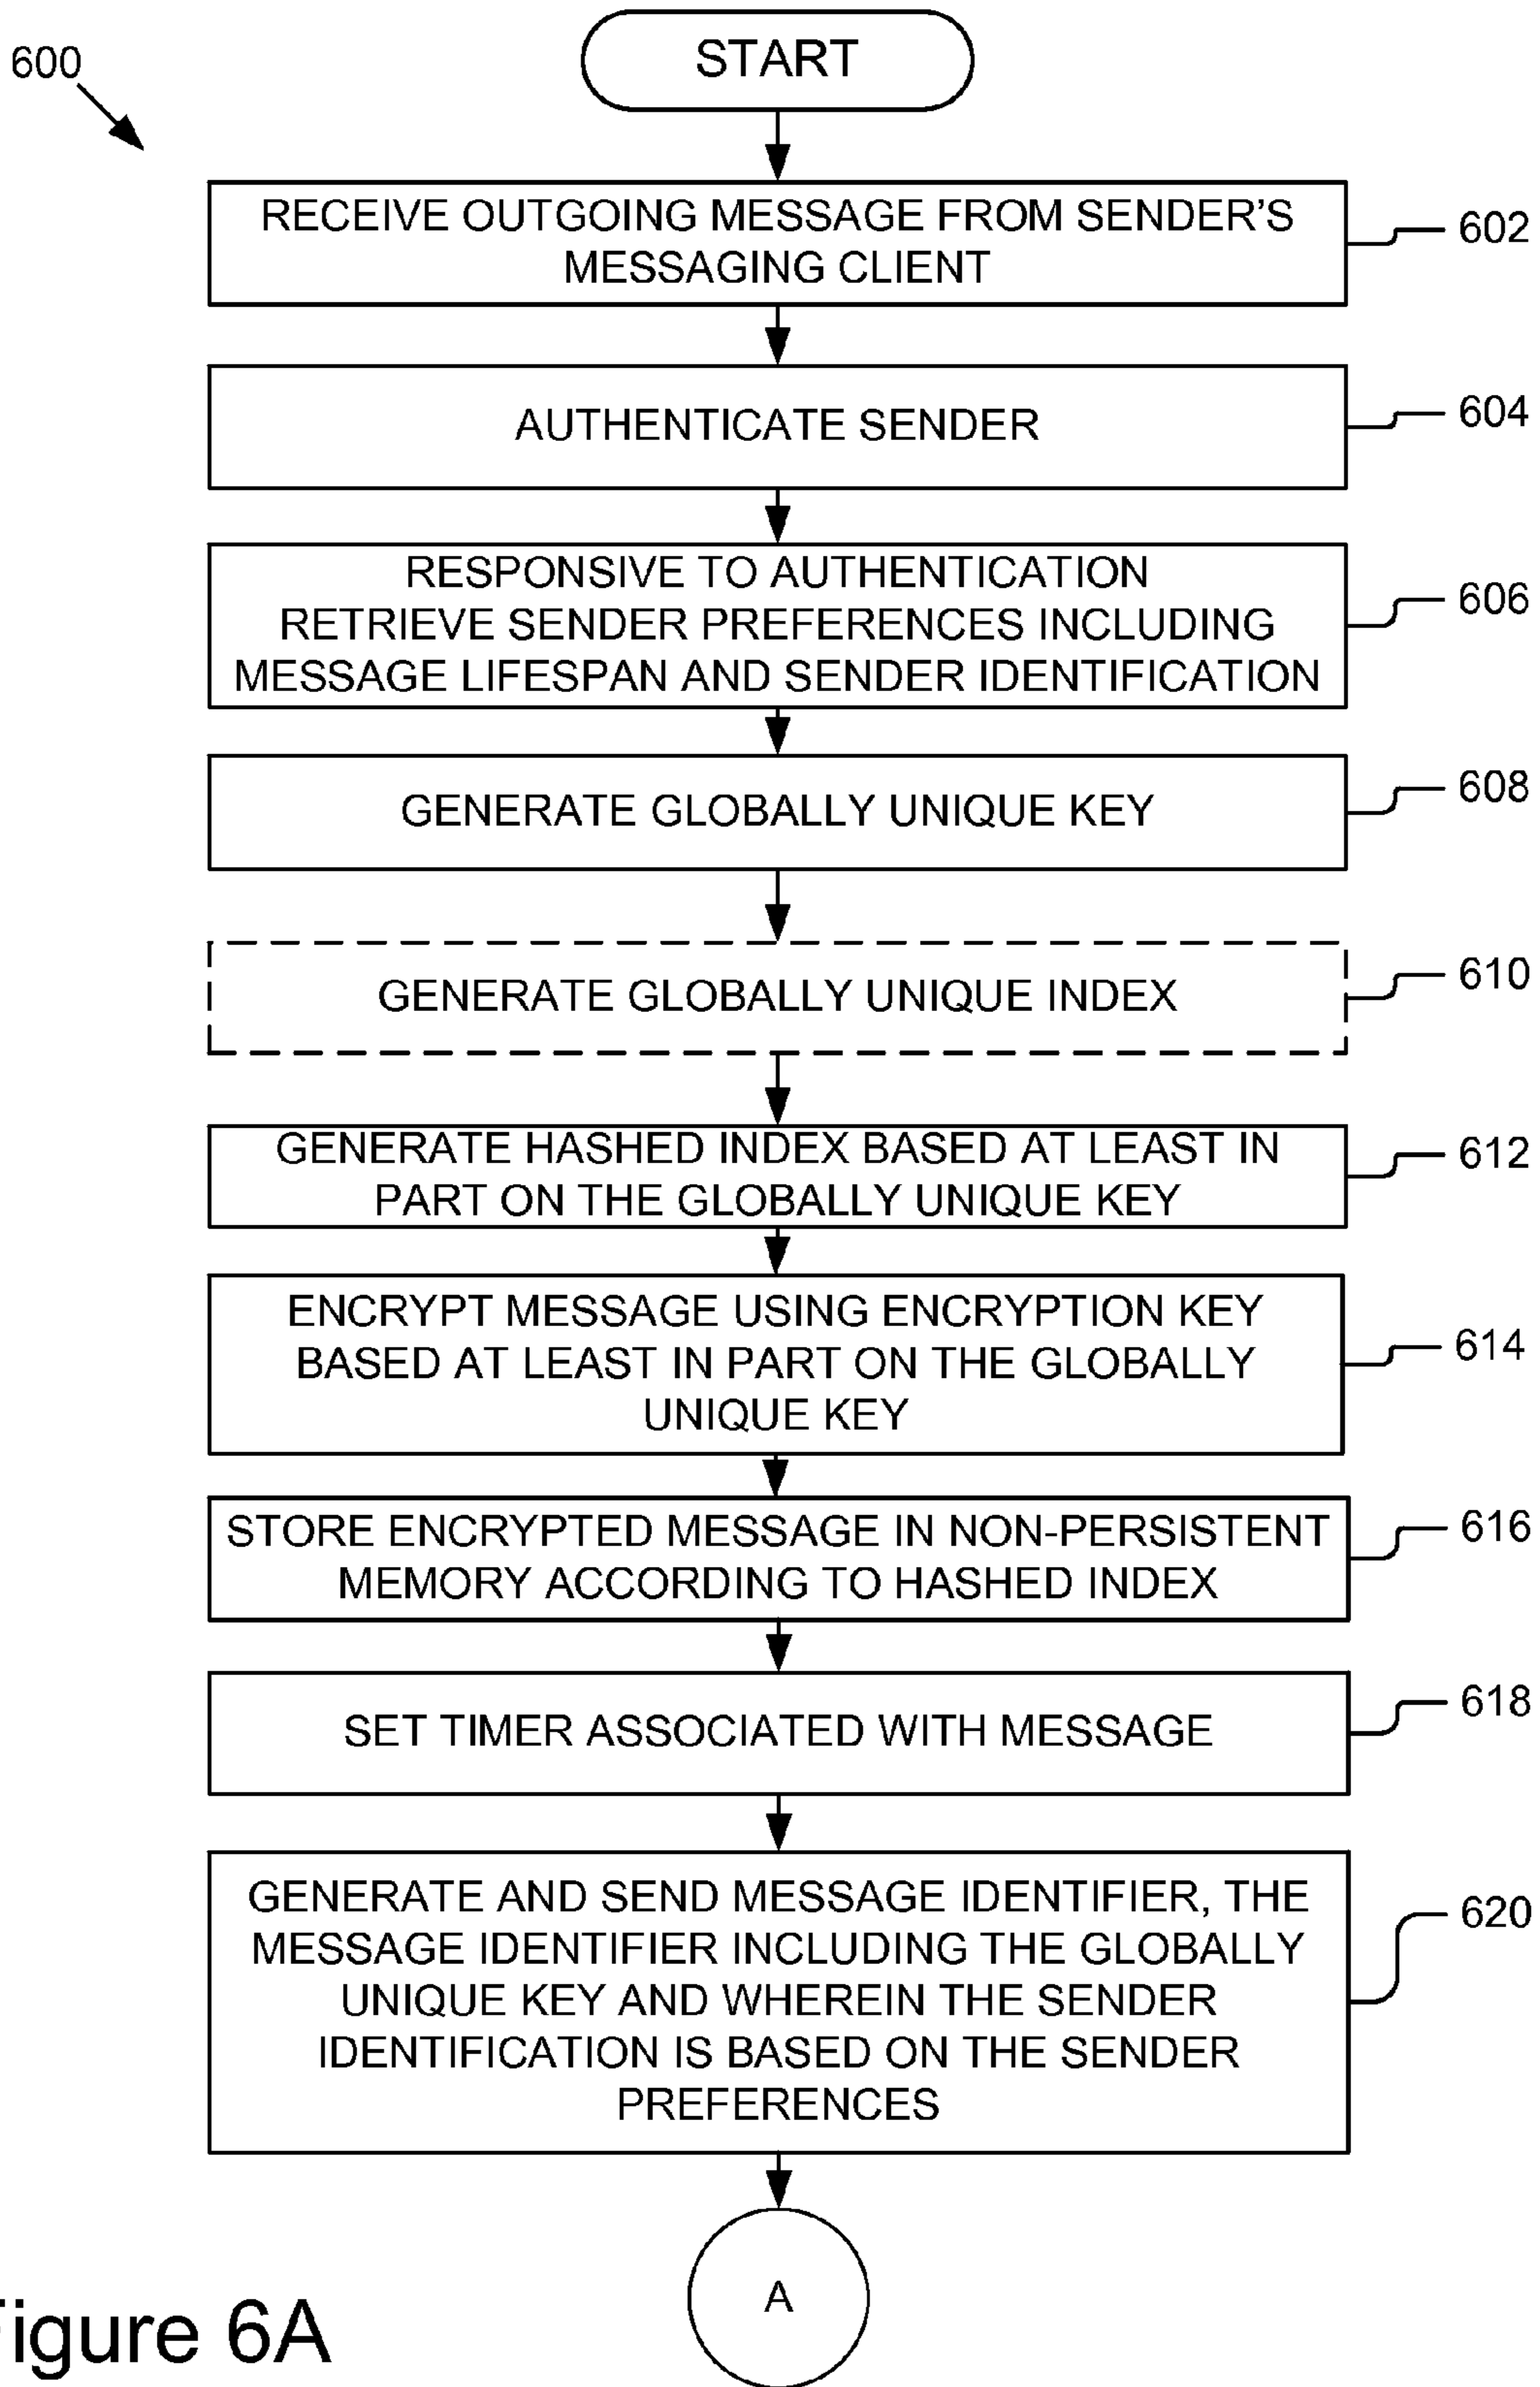 600
START
RECEIVE OUTGOING MESSAGE FROM SENDER'S
MESSAGING CLIENT
602
AUTHENTICATE SENDER
604
RESPONSIVE TO AUTHENTICATION
RETRIEVE SENDER PREFERENCES INCLUDING
MESSAGE LIFESPAN AND SENDER IDENTIFICATION
606
GENERATE GLOBALLY UNIQUE KEY
608
GENERATE GLOBALLY UNIQUE INDEX
610
GENERATE HASHED INDEX BASED AT LEAST IN
PART ON THE GLOBALLY UNIQUE KEY
612
ENCRYPT MESSAGE USING ENCRYPTION KEY
BASED AT LEAST IN PART ON THE GLOBALLY
UNIQUE KEY
614
STORE ENCRYPTED MESSAGE IN NON-PERSISTENT
MEMORY ACCORDING TO HASHED INDEX
616
SET TIMER ASSOCIATED WITH MESSAGE
618
GENERATE AND SEND MESSAGE IDENTIFIER, THE
MESSAGE IDENTIFIER INCLUDING THE GLOBALLY
UNIQUE KEY AND WHEREIN THE SENDER
IDENTIFICATION IS BASED ON THE SENDER
PREFERENCES
620
A
Figure 6A